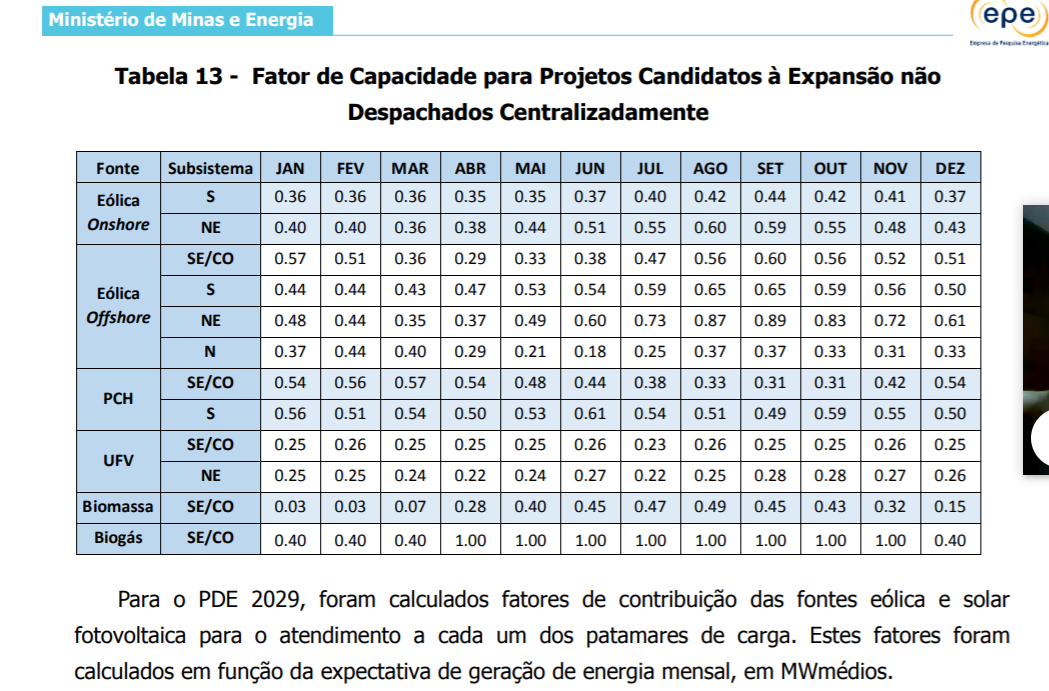 Ministério de Minas e Energia
epe
Empresa de Pesquisa Energética
Tabela 13 - Fator de Capacidade para Projetos Candidatos à Expansão não
Despachados Centralizadamente
Fonte Subsistema JAN FEV MAR ABR MAI JUN JUL AGO SET OUT NOV DEZ
Eólica Onshore S 0.36 0.36 0.36 0.35 0.35 0.37 0.40 0.42 0.44 0.42 0.41 0.37
NE 0.40 0.40 0.36 0.38 0.44 0.51 0.55 0.60 0.59 0.55 0.48 0.43
Eólica Offshore SE/CO 0.57 0.51 0.36 0.29 0.33 0.38 0.47 0.56 0.60 0.56 0.52 0.51
S 0.44 0.44 0.43 0.47 0.53 0.54 0.59 0.65 0.65 0.59 0.56 0.50
NE 0.48 0.44 0.35 0.37 0.49 0.60 0.73 0.87 0.89 0.83 0.72 0.61
N 0.37 0.44 0.40 0.29 0.21 0.18 0.25 0.37 0.37 0.33 0.31 0.33
PCH SE/CO 0.54 0.56 0.57 0.54 0.48 0.44 0.38 0.33 0.31 0.31 0.42 0.54
S 0.56 0.51 0.54 0.50 0.53 0.61 0.54 0.51 0.49 0.59 0.55 0.50
UFV SE/CO 0.25 0.26 0.25 0.25 0.25 0.26 0.23 0.26 0.25 0.25 0.26 0.25
NE 0.25 0.25 0.24 0.22 0.24 0.27 0.22 0.25 0.28 0.28 0.27 0.26
Biomassa SE/CO 0.03 0.03 0.07 0.28 0.40 0.45 0.47 0.49 0.45 0.43 0.32 0.15
Biogás SE/CO 0.40 0.40 0.40 1.00 1.00 1.00 1.00 1.00 1.00 1.00 1.00 0.40
Para o PDE 2029, foram calculados fatores de contribuição das fontes eólica e solar
fotovoltaica para o atendimento a cada um dos patamares de carga. Estes fatores foram
calculados em função da expectativa de geração de energia mensal, em MWmédios.